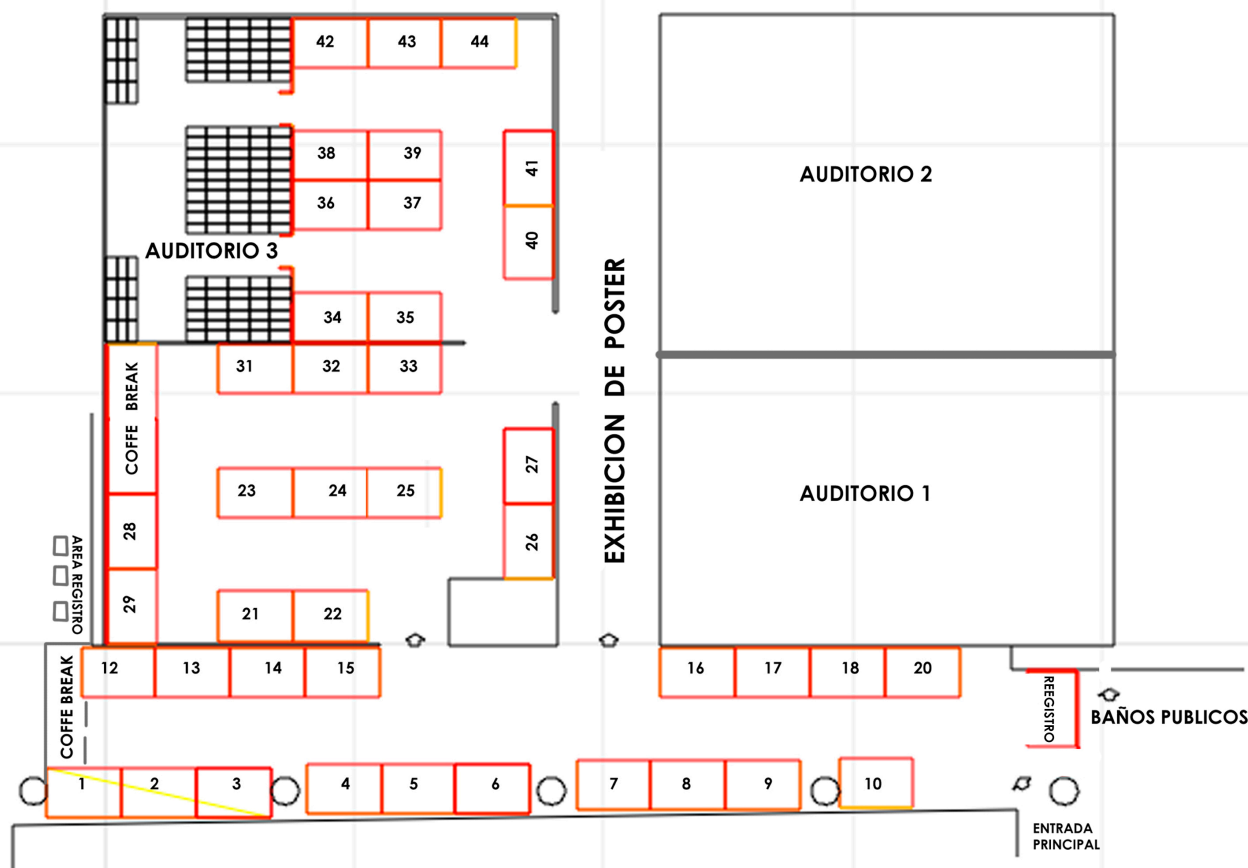 42 43 44
38 39
41
AUDITORIO 2
36 37
40
AUDITORIO 3
EXHIBICION DE POSTER
34 35
31 32 33
COFFE BREAK
27
23 24 25
AUDITORIO 1
28
26
AREA REGISTRO
29
21 22
12 13 14 15
16 17 18 20
COFFE BREAK
REEGISTRO
BAÑOS PUBLICOS
1 2 3 4 5 6 7 8 9 10
ENTRADA
PRINCIPAL